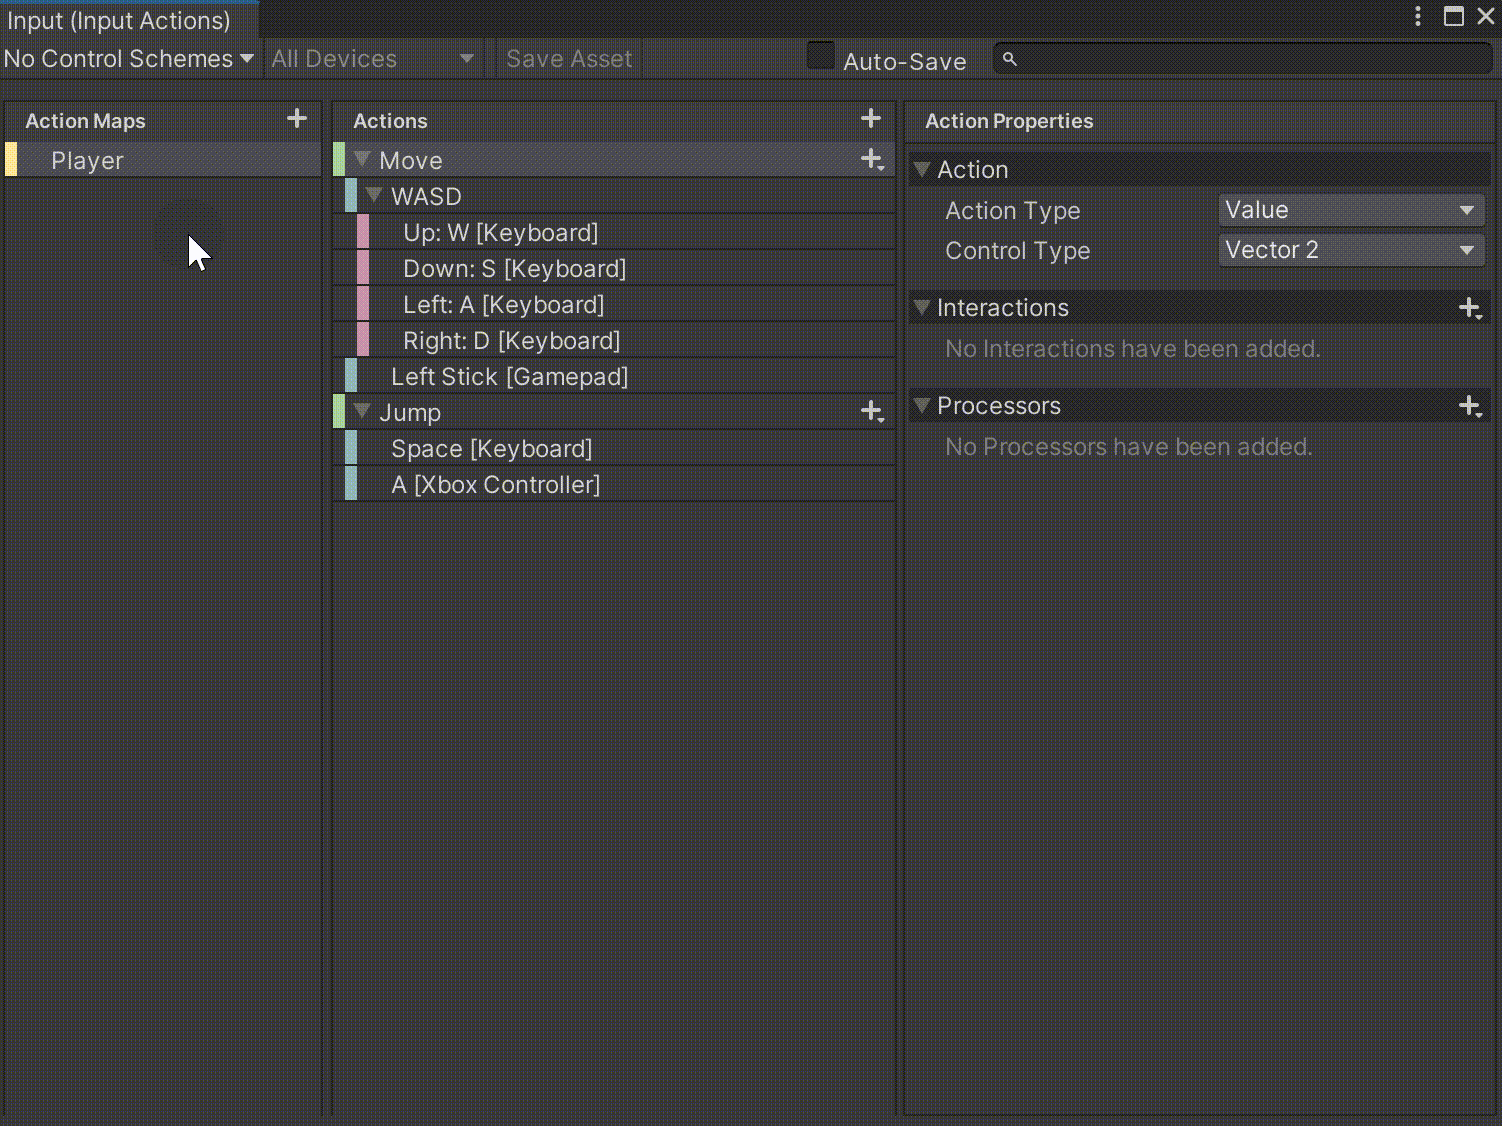 Input (Input Actions)
No Control Schemes All Devices Save Asset Auto-Save
Action Maps
Player
Actions
Move
WASD
Up: W [Keyboard]
Down: S [Keyboard]
Left: A [Keyboard]
Right: D [Keyboard]
Left Stick [Gamepad]
Jump
Space [Keyboard]
A [Xbox Controller]
Action Properties
Action
Action Type Value
Control Type Vector 2
Interactions
No Interactions have been added.
Processors
No Processors have been added.